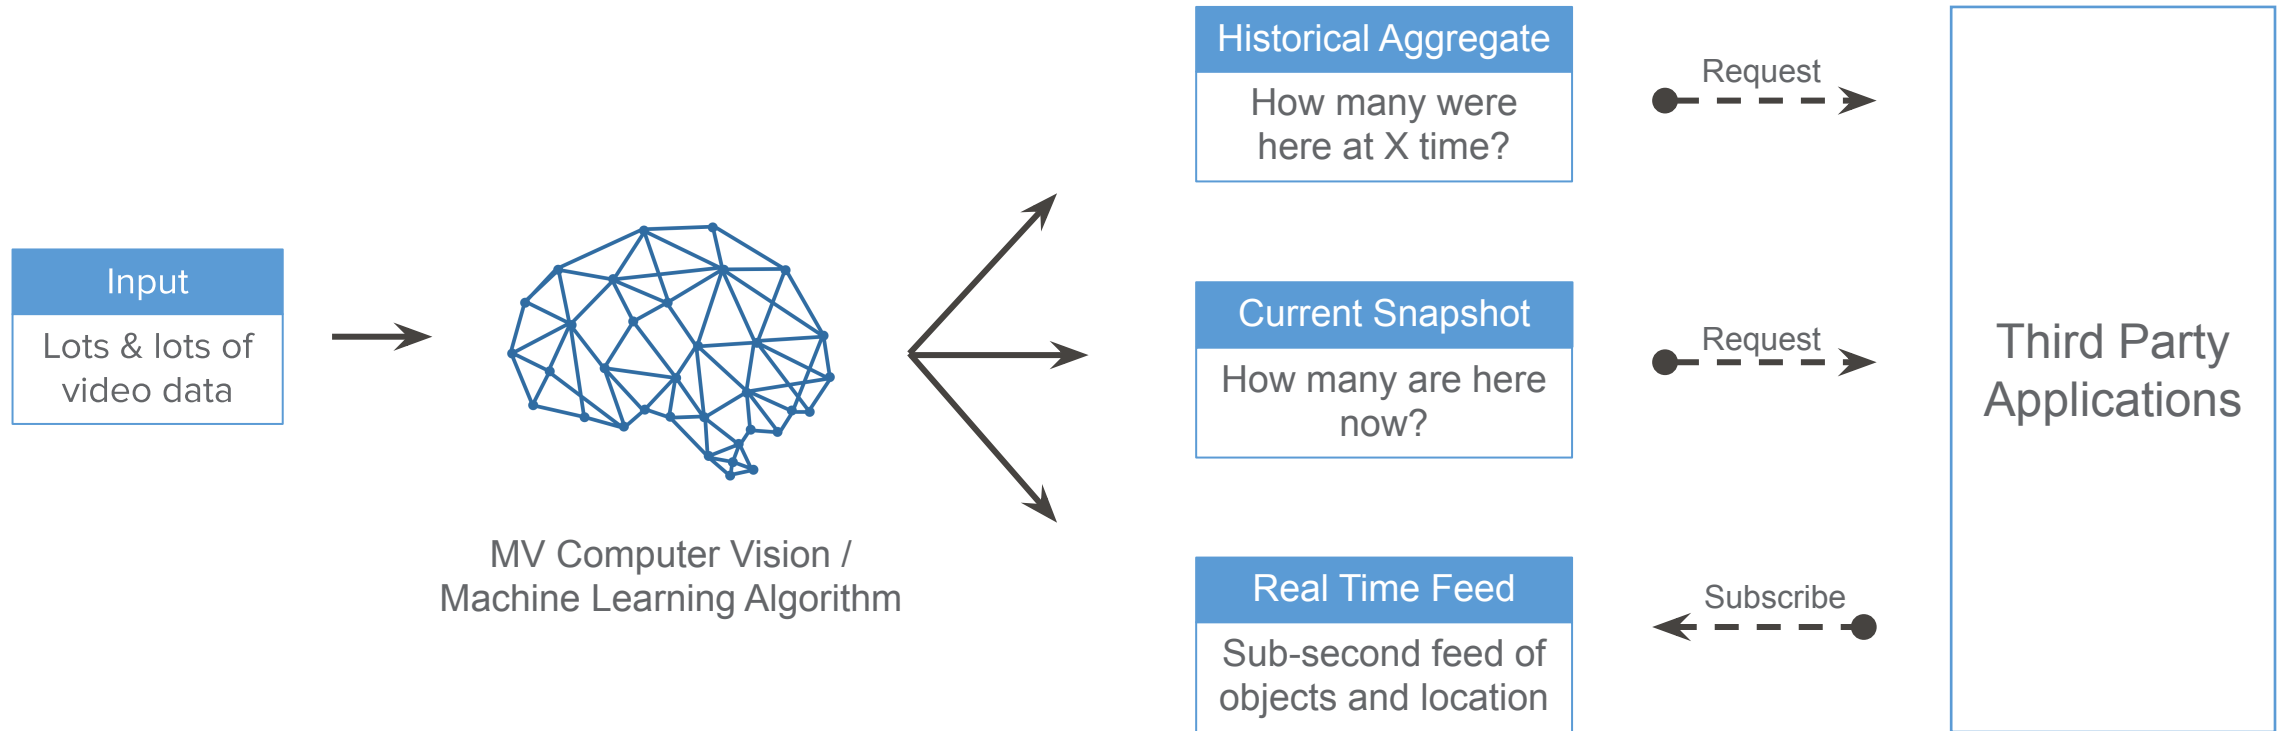 Input
Lots & lots of
video data
MV Computer Vision /
Machine Learning Algorithm
Historical Aggregate
How many were
here at X time?
Current Snapshot
How many are here
now?
Real Time Feed
Sub-second feed of
objects and location
Request
Request
Subscribe
Third Party
Applications